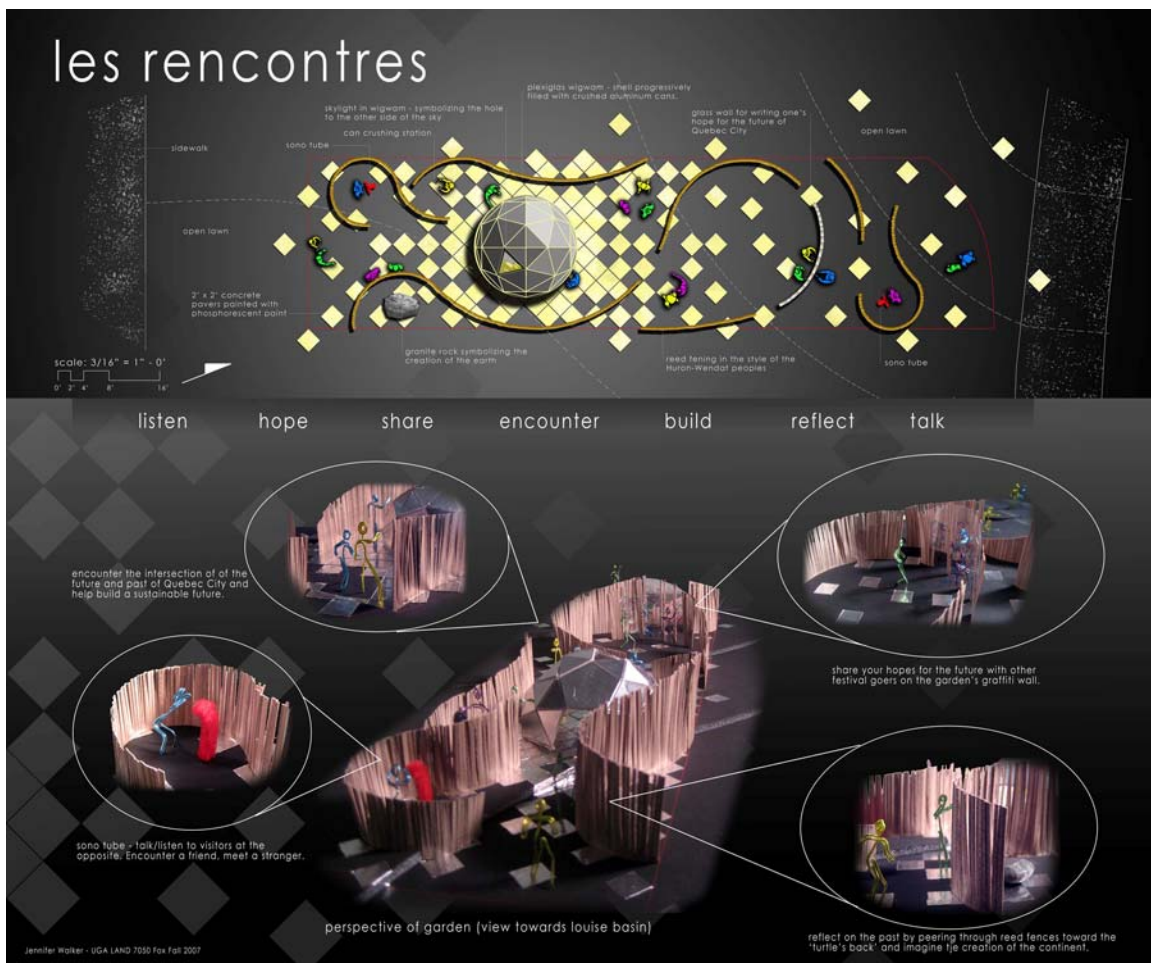 les rencontres
plexiglas wigwam - shell progressively
filled with crushed aluminum cans.
skylight in wigwam - symbolizing the hole
to the other side of the sky
glass wall for writing one's
hope for the future of
Quebec City
can crushing station
open lawn
sono tube
sidewalk
open lawn
2' x 2' concrete
pavers painted with
phosphorescent paint
granite rock symbolizing the
creation of the earth
reed fening in the style of the
Huron-Wendat peoples
sono tube
scale: 3/16" = 1" - 0'
0' 2' 4' 8' 16'
listen hope share encounter build reflect talk
encounter the intersection of of the
future and past of Quebec City and
help build a sustainable future.
share your hopes for the future with other
festival goers on the garden's graffiti wall.
sono tube - talk/listen to visitors at the
opposite. Encounter a friend, meet a stranger.
perspective of garden (view towards louise basin)
reflect on the past by peering through reed fences toward the
'turtle's back' and imagine tje creation of the continent.
Jennifer Walker - UGA LAND 7050 Fox Fall 2007